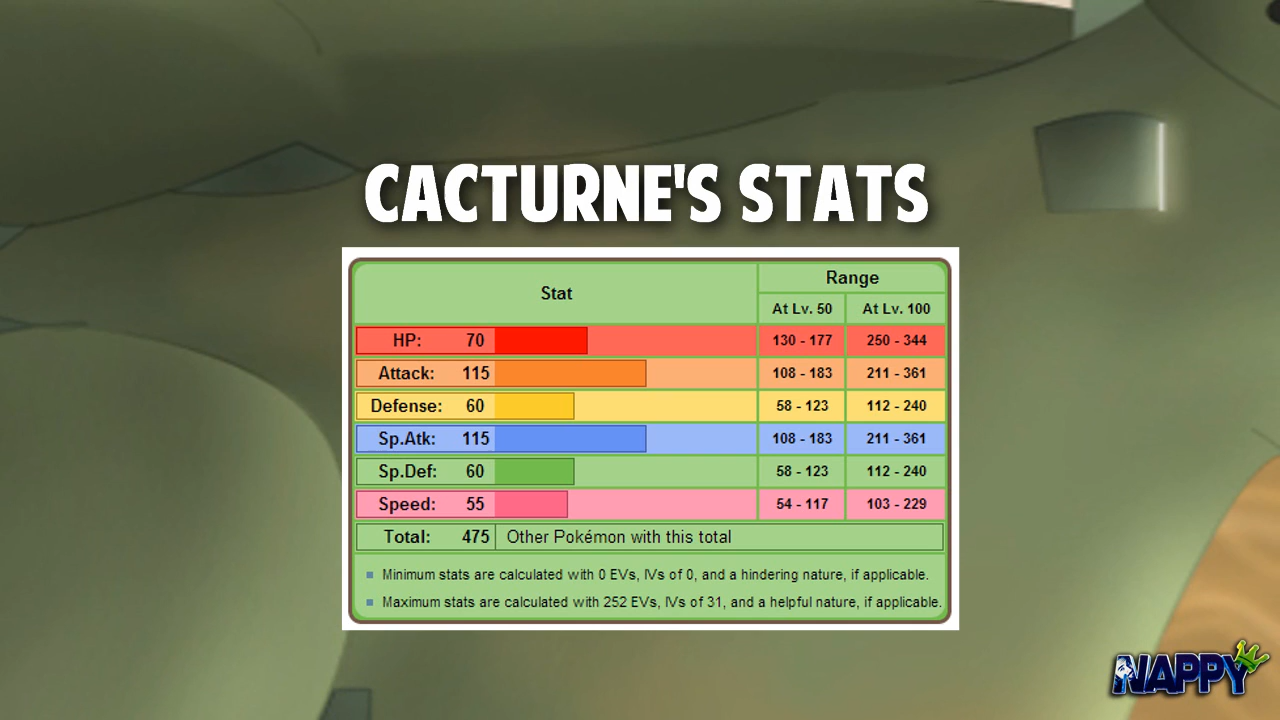 CACTURNE'S STATS
Stat
Range
At Lv. 50 At Lv. 100
HP: 70 130 - 177 250 - 344
Attack: 115 108 - 183 211 - 361
Defense: 60 58 - 123 112 - 240
Sp.Atk: 115 108 - 183 211 - 361
Sp.Def: 60 58 - 123 112 - 240
Speed: 55 54 - 117 103 - 229
Total: 475 Other Pokémon with this total
Minimum stats are calculated with 0 EVs, IVs of 0, and a hindering nature, if applicable.
Maximum stats are calculated with 252 EVs, IVs of 31, and a helpful nature, if applicable.
NAPPY